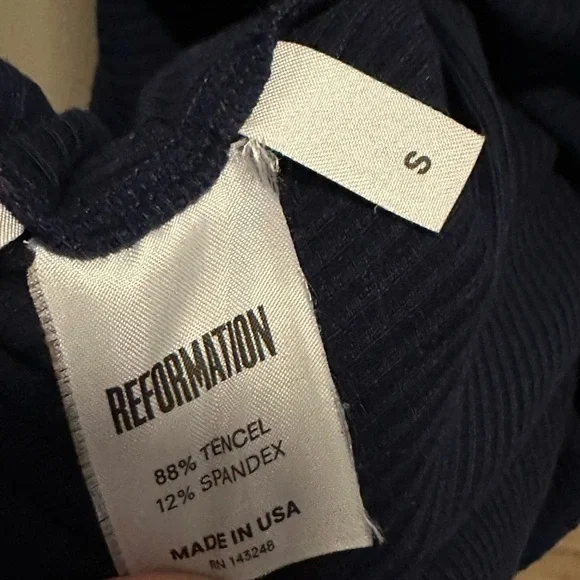 S
REFORMATION
88% TENCEL
12% SPANDEX
MADE IN USA
RN 143248